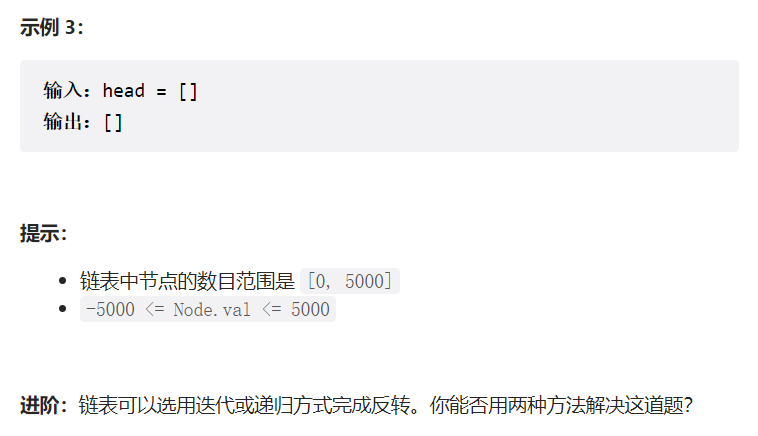 示例 3：
输入：head = []
输出：[]
提示：
链表中节点的数目范围是 [0, 5000]
-5000 <= Node.val <= 5000
进阶：链表可以选用迭代或递归方式完成反转。你能否用两种方法解决这道题？